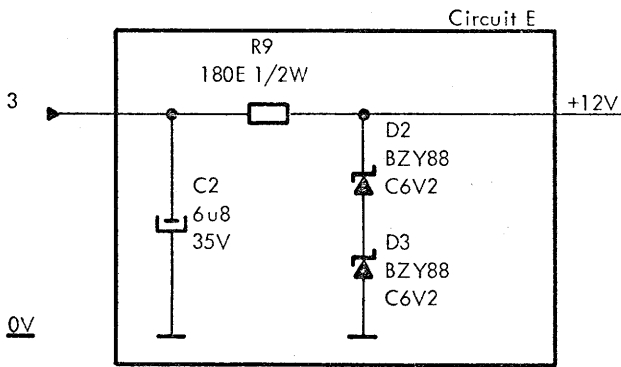 Circuit E
R9
180E 1/2W
3
+12V
D2
BZY88
C6V2
C2
6u8
35V
D3
BZY88
C6V2
0V